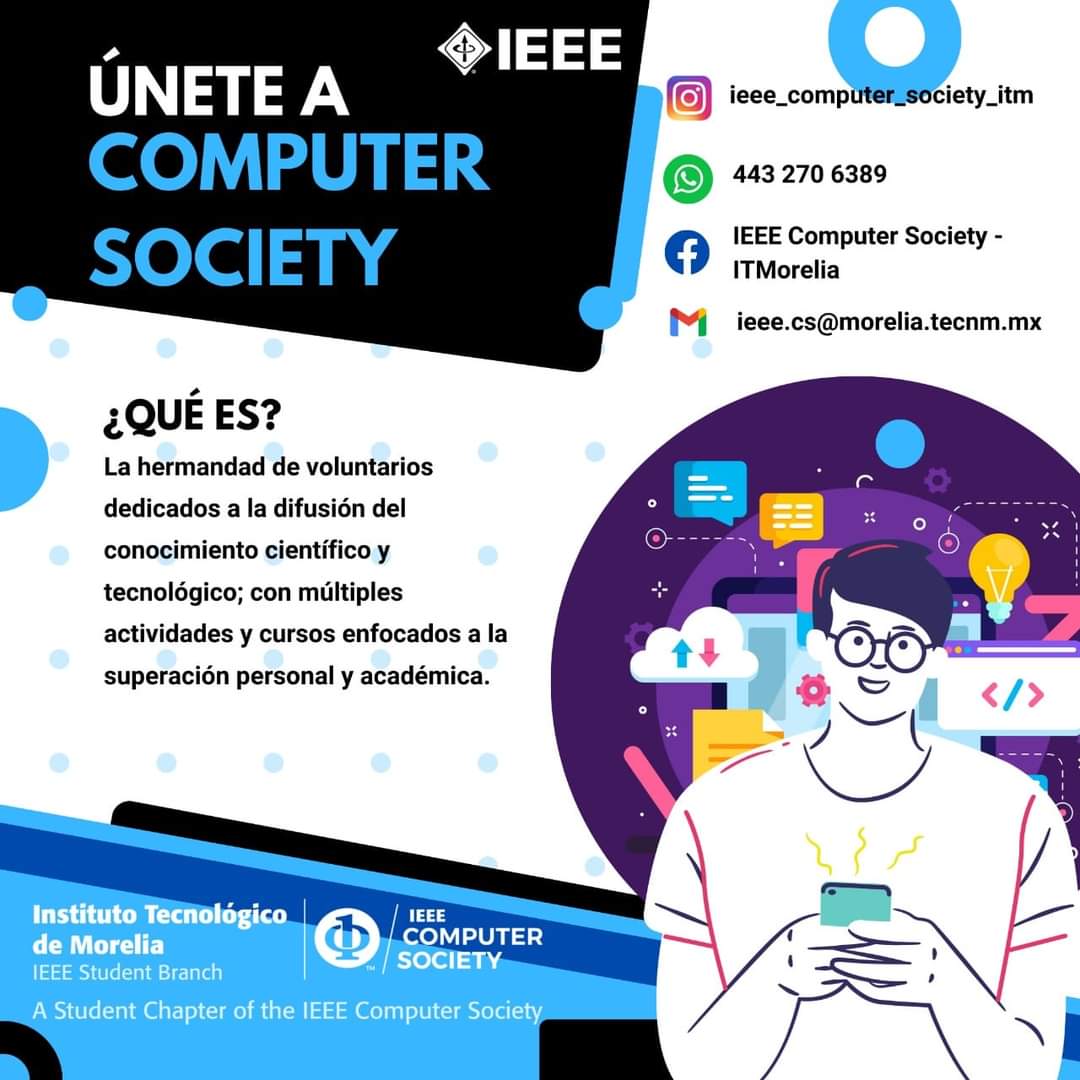 IEEE
ÚNETE A
COMPUTER
SOCIETY
ieee_computer_society_itm
443 270 6389
IEEE Computer Society -
ITMorelia
ieee.cs@morelia.tecnm.mx
¿QUÉ ES?
La hermandad de voluntarios
dedicados a la difusión del
conocimiento científico y
tecnológico; con múltiples
actividades y cursos enfocados a la
superación personal y académica.
</>
Instituto Tecnológico
de Morelia
IEEE Student Branch
IEEE
COMPUTER
SOCIETY
TM
A Student Chapter of the IEEE Computer Society